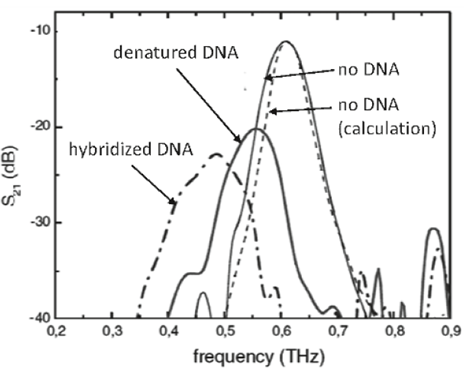 -10
denatured DNA
no DNA
no DNA
(calculation)
-20
hybridized DNA
S21 (dB)
-30
-40
0,2 0,3 0,4 0,5 0,6 0,7 0,8 0,9
frequency (THz)